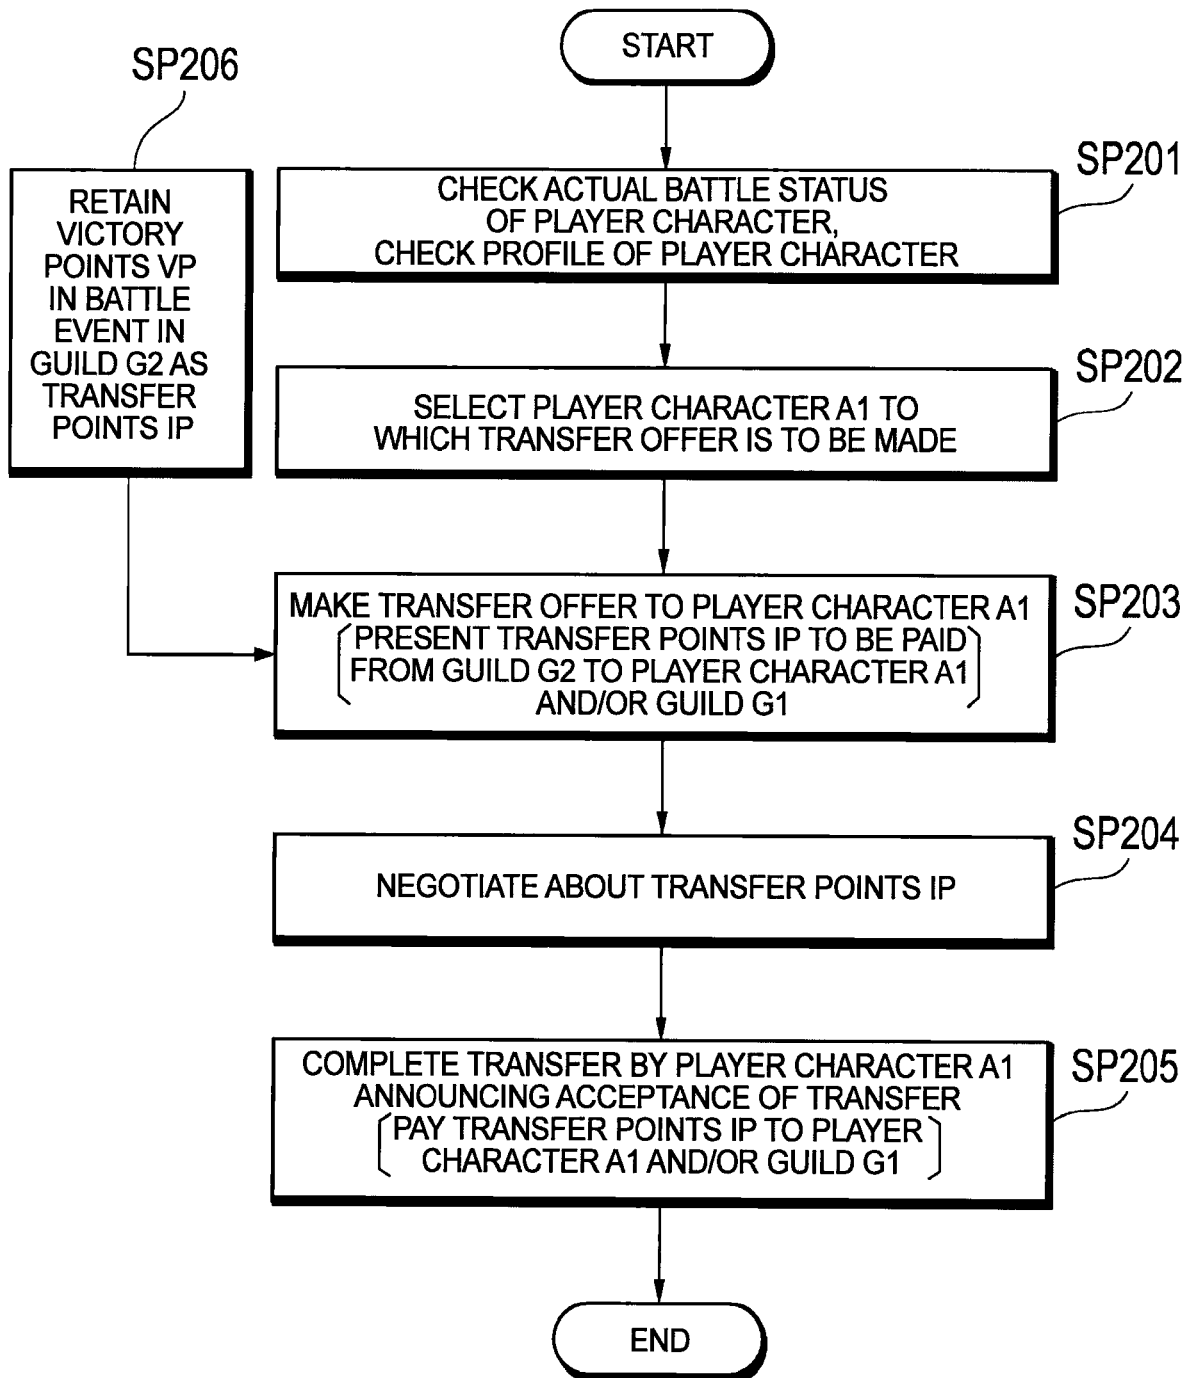 START
SP206
RETAIN
VICTORY
POINTS VP
IN BATTLE
EVENT IN
GUILD G2 AS
TRANSFER
POINTS IP
SP201
CHECK ACTUAL BATTLE STATUS
OF PLAYER CHARACTER,
CHECK PROFILE OF PLAYER CHARACTER
SP202
SELECT PLAYER CHARACTER A1 TO
WHICH TRANSFER OFFER IS TO BE MADE
SP203
MAKE TRANSFER OFFER TO PLAYER CHARACTER A1
PRESENT TRANSFER POINTS IP TO BE PAID
FROM GUILD G2 TO PLAYER CHARACTER A1
AND/OR GUILD G1
SP204
NEGOTIATE ABOUT TRANSFER POINTS IP
SP205
COMPLETE TRANSFER BY PLAYER CHARACTER A1
ANNOUNCING ACCEPTANCE OF TRANSFER
PAY TRANSFER POINTS IP TO PLAYER
CHARACTER A1 AND/OR GUILD G1
END